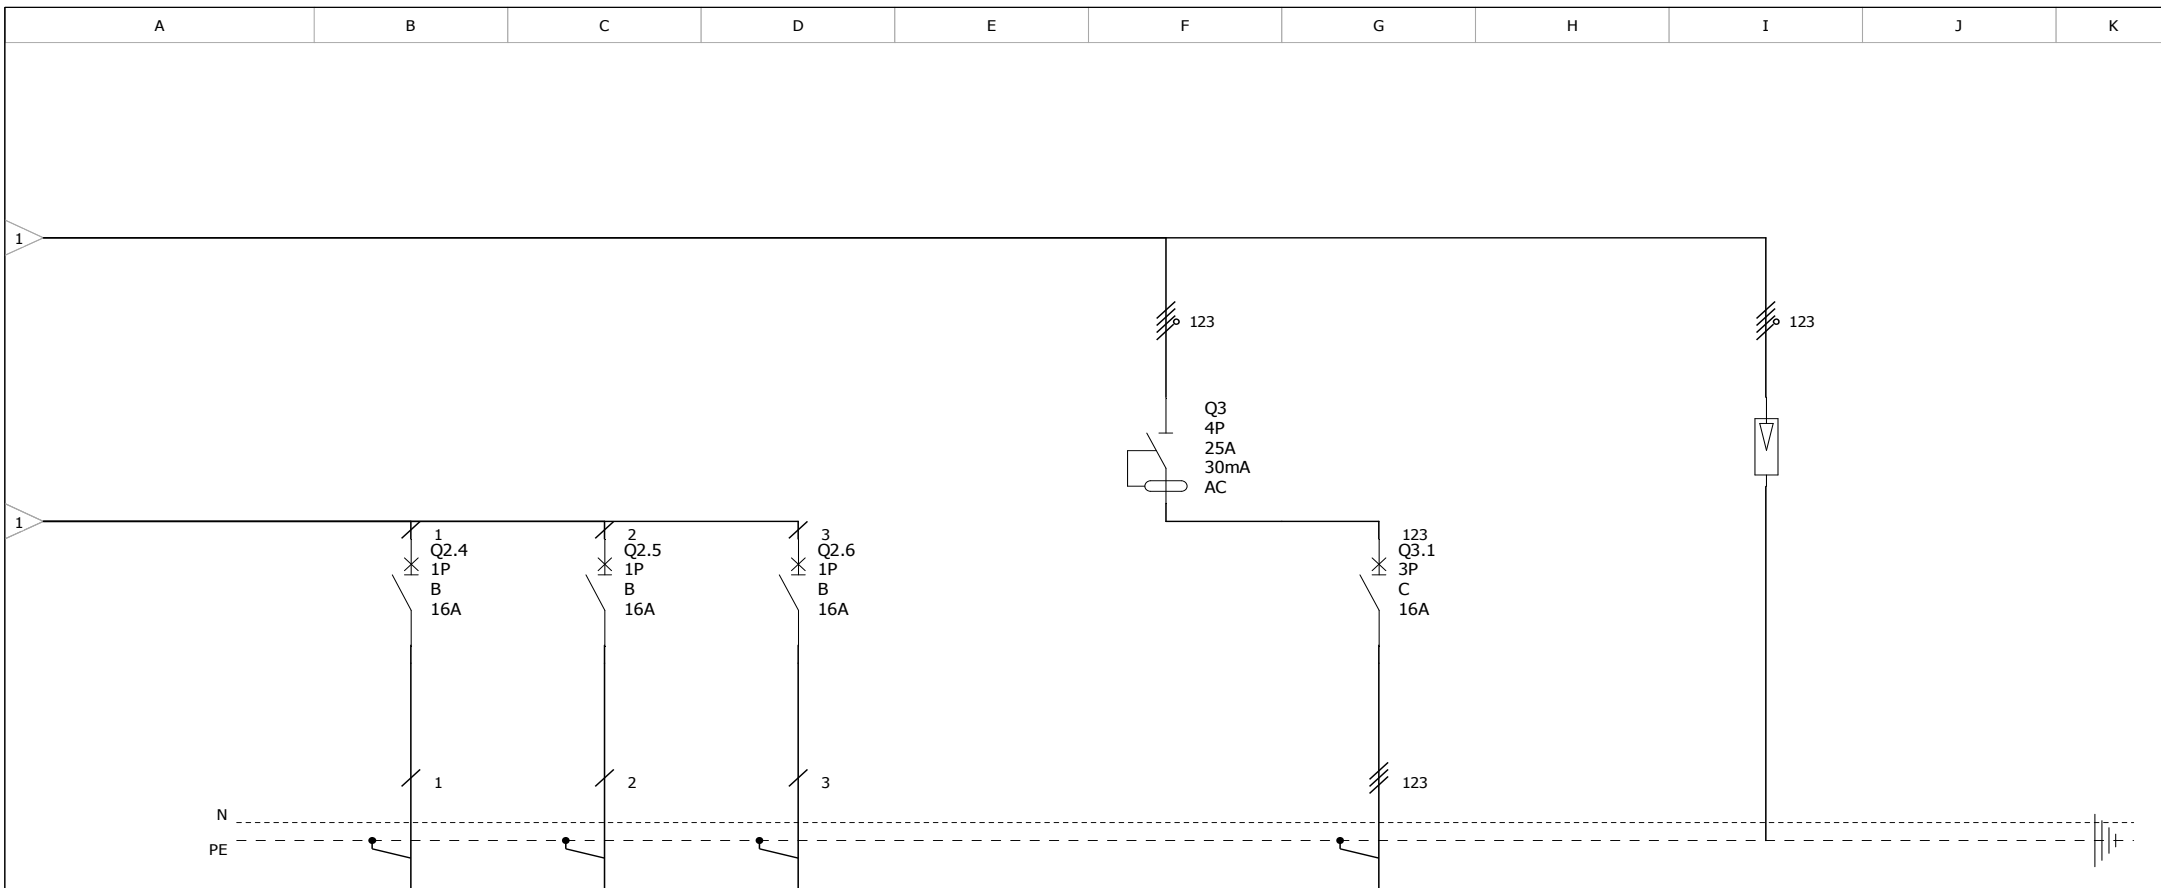 A B C D E F G H I J K
1
123 123
Q3
4P
25A
30mA
AC
1
1 2 3 123
Q2.4 Q2.5 Q2.6 Q3.1
1P 1P 1P 3P
B B B C
16A 16A 16A 16A
1 2 3 123
N
PE